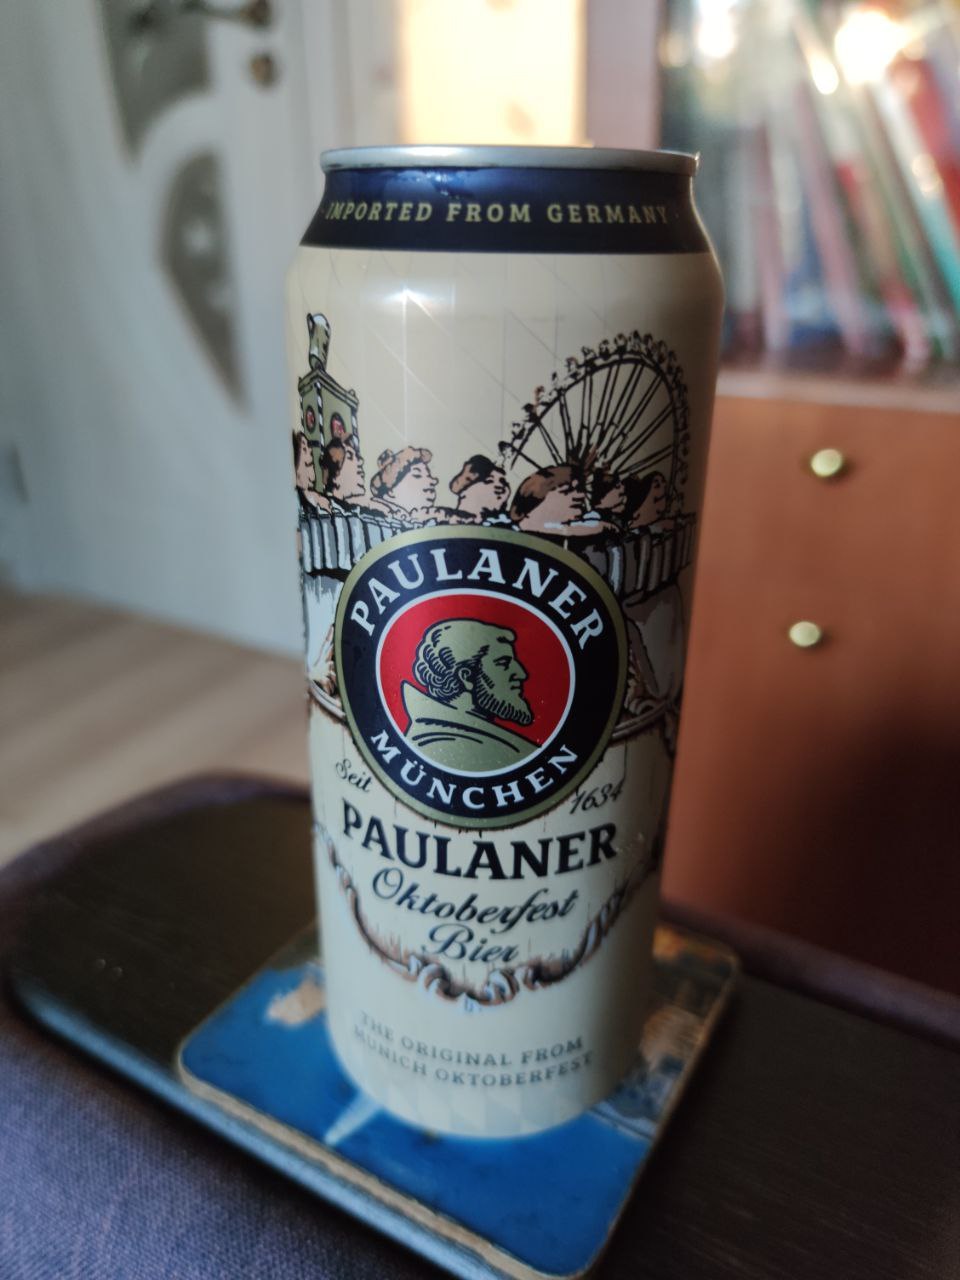 IMPORTED FROM GERMANY
PAULANER
MÜNCHEN
Seit 1634
PAULANER
Oktoberfest
Bier
THE ORIGINAL FROM
MUNICH OKTOBERFEST